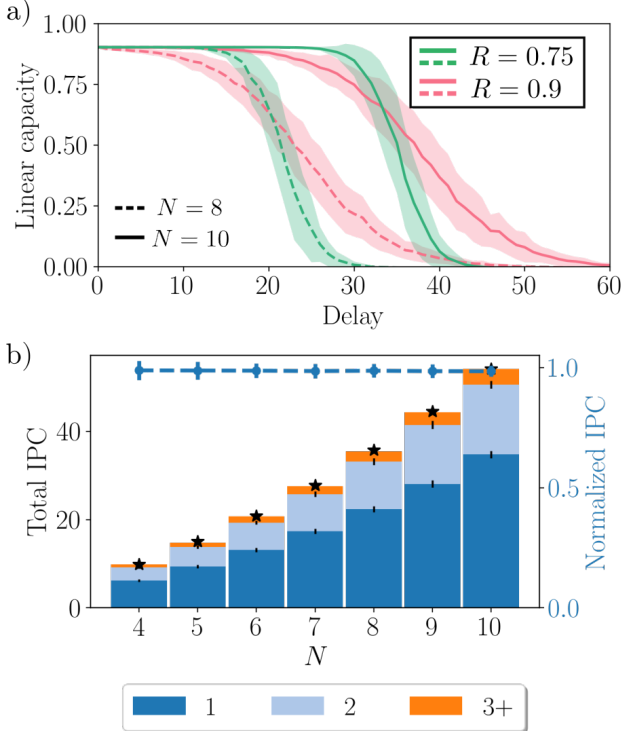 a)
1.00
0.75
0.50
0.25
0.00
Linear capacity
R = 0.75
R = 0.9
N = 8
N = 10
0 10 20 30 40 50 60
Delay
b)
40
20
0
Total IPC
1.0
0.5
0.0
Normalized IPC
4 5 6 7 8 9 10
N
1 2 3+